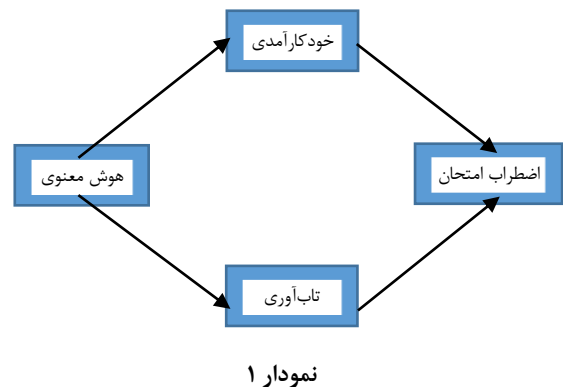 خودکارآمدی
اضطراب امتحان
هوش معنوی
تاب‌آوری
نمودار ۱